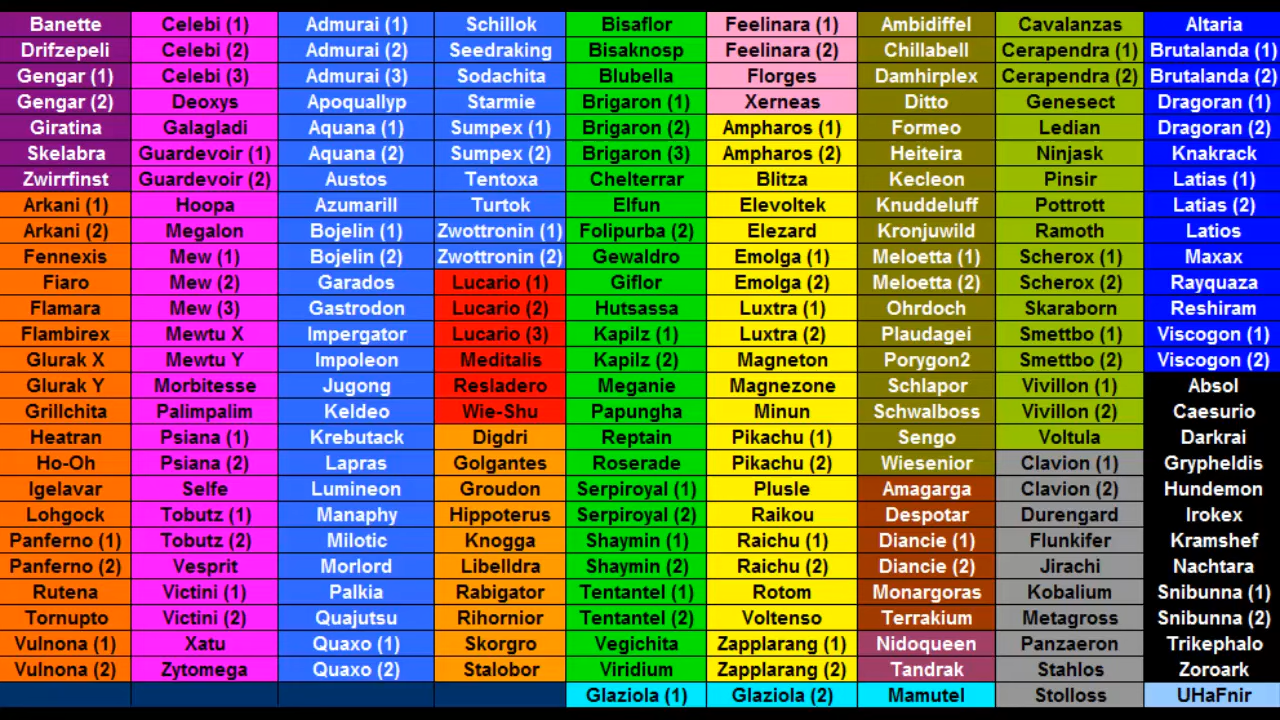 Banette Celebi (1) Admurai (1) Schillok Bisaflor Feelinara (1) Ambidiffel Cavalanzas Altaria
Drifzepeli Celebi (2) Admurai (2) Seedraking Bisaknosp Feelinara (2) Chillabell Cerapendra (1) Brutalanda (1)
Gengar (1) Celebi (3) Admurai (3) Sodachita Blubella Florges Damhirplex Cerapendra (2) Brutalanda (2)
Gengar (2) Deoxys Apoquallyp Starmie Brigaron (1) Xerneas Ditto Genesect Dragoran (1)
Giratina Galagladi Aquana (1) Sumpex (1) Brigaron (2) Ampharos (1) Formeo Ledian Dragoran (2)
Skelabra Guardevoir (1) Aquana (2) Sumpex (2) Brigaron (3) Ampharos (2) Heiteira Ninjask Knakrack
Zwirrfinst Guardevoir (2) Austos Tentoxa Chelterrar Blitza Kecleon Pinsir Latias (1)
Arkani (1) Hoopa Azumarill Turtok Elfun Elevoltek Knuddeluff Pottrott Latias (2)
Arkani (2) Megalon Bojelin (1) Zwottronin (1) Folipurba (2) Elezard Kronjuwild Ramoth Latios
Fennexis Mew (1) Bojelin (2) Zwottronin (2) Gewaldro Emolga (1) Meloetta (1) Scherox (1) Maxax
Fiaro Mew (2) Garados Lucario (1) Giflor Emolga (2) Meloetta (2) Scherox (2) Rayquaza
Flamara Mew (3) Gastrodon Lucario (2) Hutsassa Luxtra (1) Ohrdoch Skaraborn Reshiram
Flambirex Mewtu X Impergator Lucario (3) Kapilz (1) Luxtra (2) Plaudagei Smettbo (1) Viscogon (1)
Glurak X Mewtu Y Impoleon Meditalis Kapilz (2) Magneton Porygon2 Smettbo (2) Viscogon (2)
Glurak Y Morbitesse Jugong Resladero Meganie Magnezone Schlapor Vivillon (1) Absol
Grillchita Palimpalim Keldeo Wie-Shu Papungha Minun Schwalboss Vivillon (2) Caesurio
Heatran Psiana (1) Krebutack Digdri Reptain Pikachu (1) Sengo Voltula Darkrai
Ho-Oh Psiana (2) Lapras Golgantes Roserade Pikachu (2) Wiesenior Clavion (1) Grypheldis
Igelavar Selfe Lumineon Groudon Serpiroyal (1) Plusle Amagarga Clavion (2) Hundemon
Lohgock Tobutz (1) Manaphy Hippoterus Serpiroyal (2) Raikou Despotar Durengard Irokex
Panferno (1) Tobutz (2) Milotic Knogga Shaymin (1) Raichu (1) Diancie (1) Flunkifer Kramshef
Panferno (2) Vesprit Morlord Libelldra Shaymin (2) Raichu (2) Diancie (2) Jirachi Nachtara
Rutena Victini (1) Palkia Rabigator Tentantel (1) Rotom Monargoras Kobalium Snibunna (1)
Tornupto Victini (2) Quajutsu Rihornior Tentantel (2) Voltenso Terrakium Metagross Snibunna (2)
Vulnona (1) Xatu Quaxo (1) Skorgro Vegichita Zapplarang (1) Nidoqueen Panzaeron Trikephalo
Vulnona (2) Zytomega Quaxo (2) Stalobor Viridium Zapplarang (2) Tandrak Stahlos Zoroark
Glaziola (1) Glaziola (2) Mamutel Stolloss UHaFnir